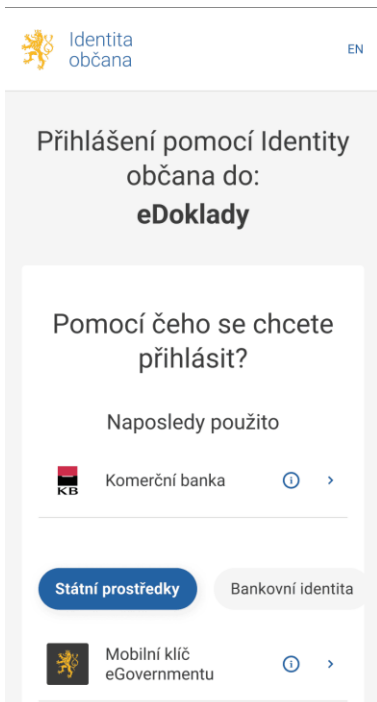 Identita
občana
EN
Přihlášení pomocí Identity
občana do:
eDoklady
Pomocí čeho se chcete
přihlásit?
Naposledy použito
KB
Komerční banka
Státní prostředky
Bankovní identita
Mobilní klíč
eGovernmentu